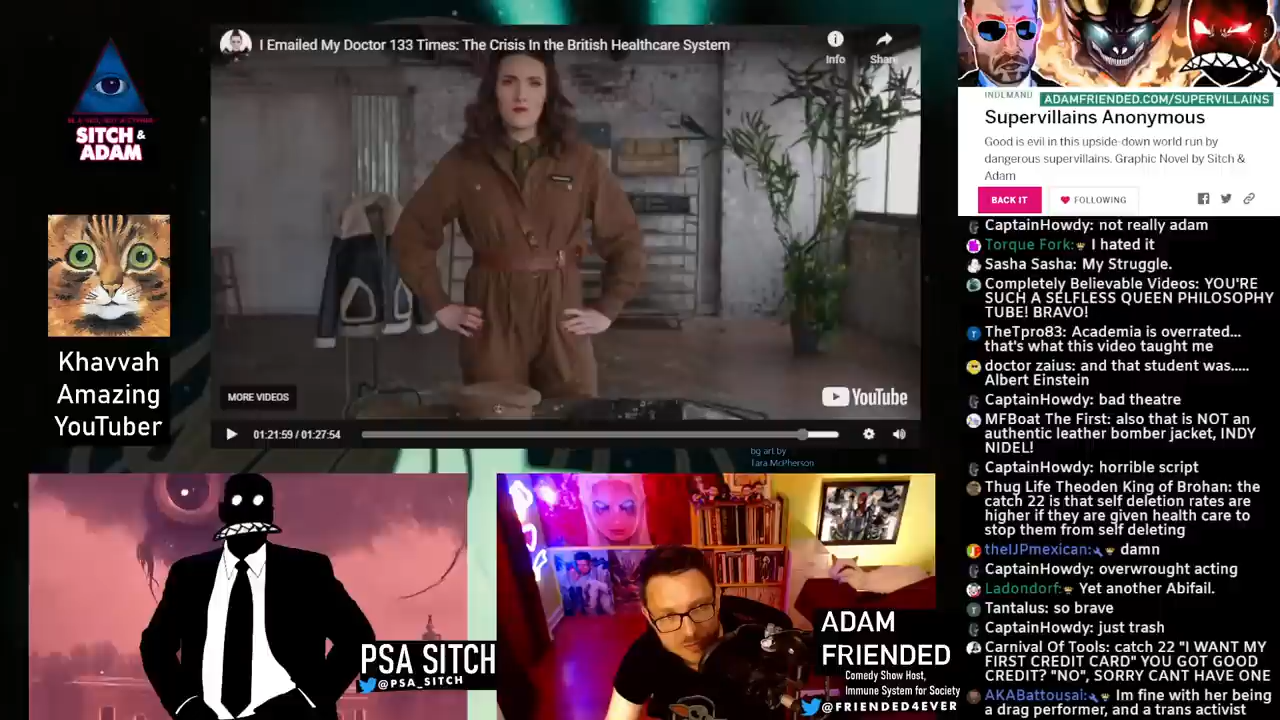 I Emailed My Doctor 133 Times: The Crisis In the British Healthcare System
Info
Share
MORE VIDEOS
YouTube
01:21:59 / 01:27:54
SITCH &
ADAM
Khavvah
Amazing
YouTuber
bg art by
Tara McPherson
PSA SITCH
@PSA_SITCH
ADAM
FRIENDED
Comedy Show Host,
Immune System for Society
@FRIENDED4EVER
INDEMAND
ADAMFRIENDED.COM/SUPERVILLAINS
Supervillains Anonymous
Good is evil in this upside-down world run by
dangerous supervillains. Graphic Novel by Sitch &
Adam
BACK IT
FOLLOWING
CaptainHowdy: not really adam
Torque Fork: I hated it
Sasha Sasha: My Struggle.
Completely Believable Videos: YOU'RE
SUCH A SELFLESS QUEEN PHILOSOPHY
TUBE! BRAVO!
TheTpro83: Academia is overrated...
that's what this video taught me
doctor zaius: and that student was.....
Albert Einstein
CaptainHowdy: bad theatre
MFBoat The First: also that is NOT an
authentic leather bomber jacket, INDY
NIDEL!
CaptainHowdy: horrible script
Thug Life Theoden King of Brohan: the
catch 22 is that self deletion rates are
higher if they are given health care to
stop them from self deleting
theIJPmexican: damn
CaptainHowdy: overwrought acting
Ladondorf: Yet another Abifail.
Tantalus: so brave
CaptainHowdy: just trash
Carnival Of Tools: catch 22 "I WANT MY
FIRST CREDIT CARD" YOU GOT GOOD
CREDIT? "NO", SORRY CANT HAVE ONE
AKABattousai: Im fine with her being
a drag performer, and a trans activist